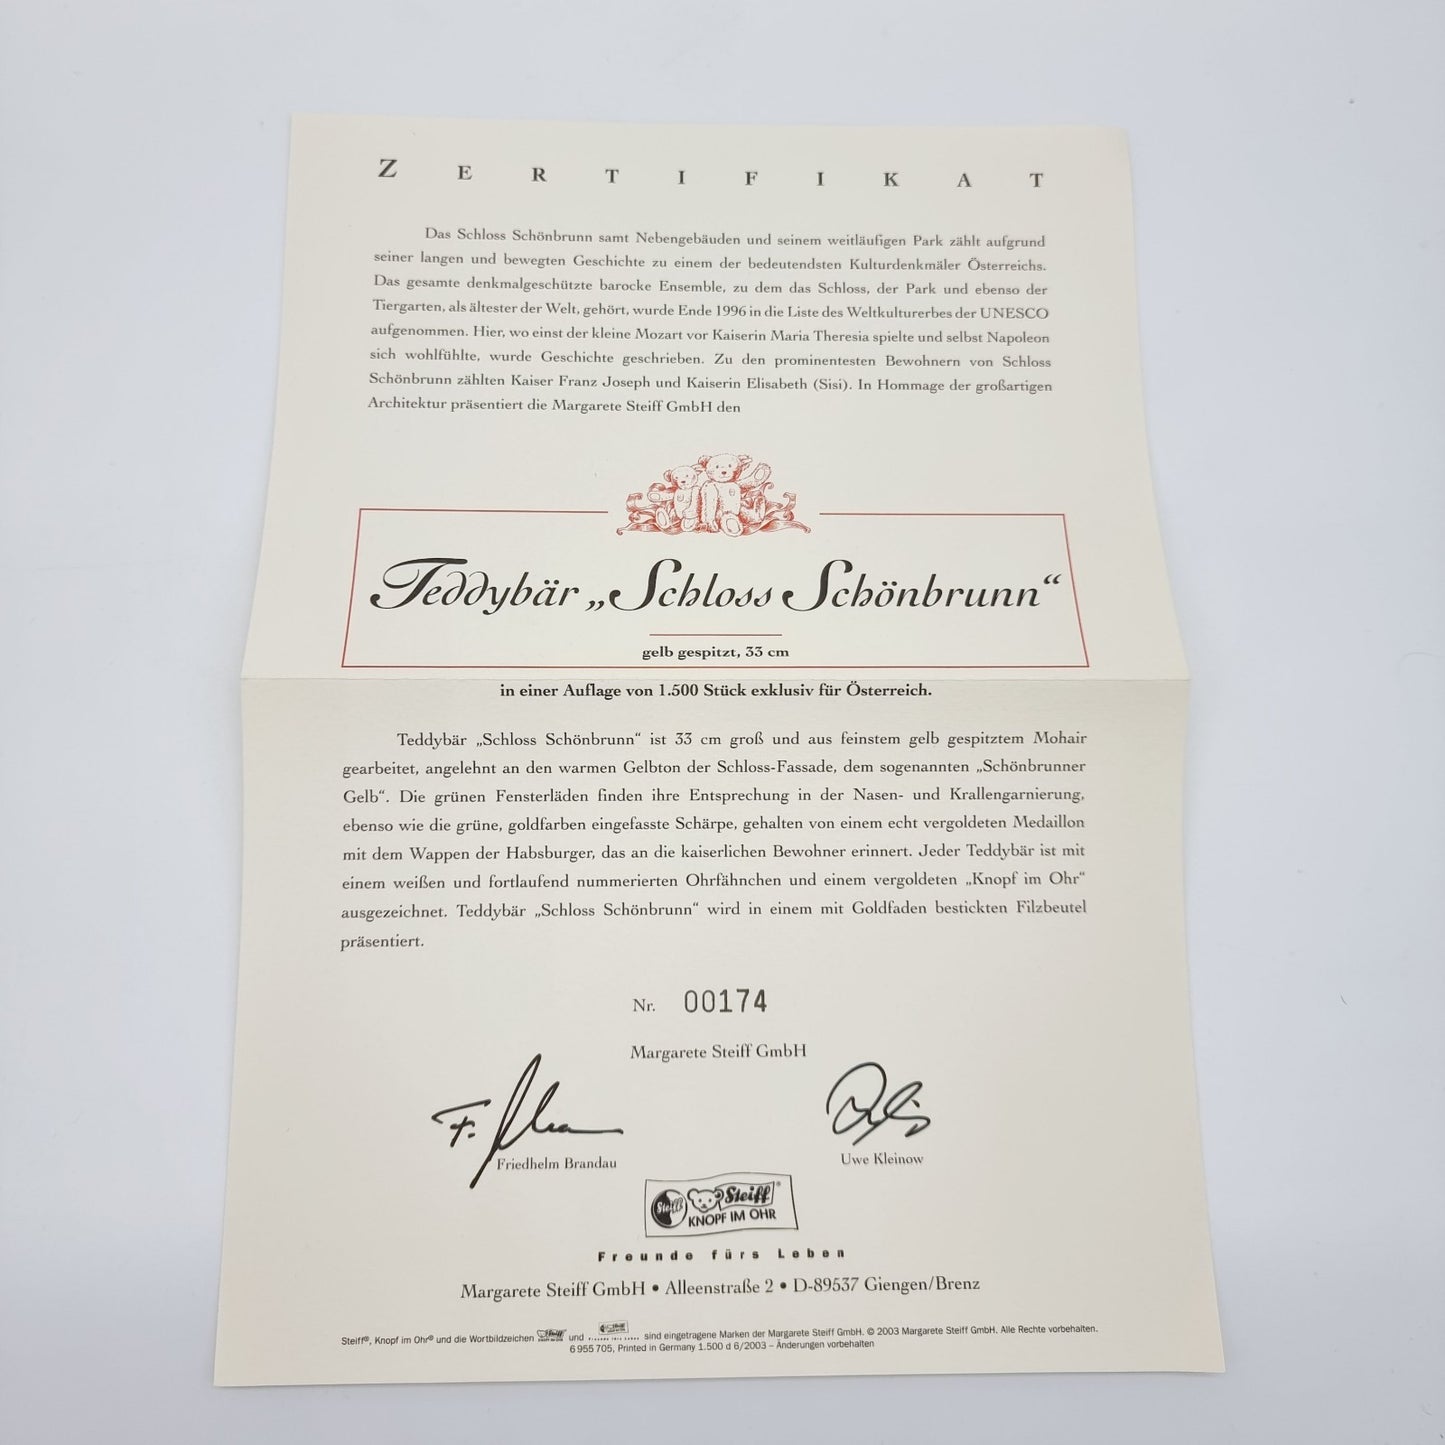 ZERTIFIKAT
Das Schloss Schönbrunn samt Nebengebäuden und seinem weitläufigen Park zählt aufgrund
seiner langen und bewegten Geschichte zu einem der bedeutendsten Kulturdenkmäler Österreichs.
Das gesamte denkmalgeschützte barocke Ensemble, zu dem das Schloss, der Park und ebenso der
Tiergarten, als ältester der Welt, gehört, wurde Ende 1996 in die Liste des Weltkulturerbes der UNESCO
aufgenommen. Hier, wo einst der kleine Mozart vor Kaiserin Maria Theresia spielte und selbst Napoleon
sich wohlfühlte, wurde Geschichte geschrieben. Zu den prominentesten Bewohnern von Schloss
Schönbrunn zählten Kaiser Franz Joseph und Kaiserin Elisabeth (Sisi). In Hommage der großartigen
Architektur präsentiert die Margarete Steiff GmbH den
Teddybär „Schloss Schönbrunn“
gelb gespitzt, 33 cm
in einer Auflage von 1.500 Stück exklusiv für Österreich.
Teddybär „Schloss Schönbrunn“ ist 33 cm groß und aus feinstem gelb gespitztem Mohair
gearbeitet, angelehnt an den warmen Gelbton der Schloss-Fassade, dem sogenannten „Schönbrunner
Gelb“. Die grünen Fensterläden finden ihre Entsprechung in der Nasen- und Krallengarnierung,
ebenso wie die grüne, goldfarben eingefasste Schärpe, gehalten von einem echt vergoldeten Medaillon
mit dem Wappen der Habsburger, das an die kaiserlichen Bewohner erinnert. Jeder Teddybär ist mit
einem weißen und fortlaufend nummerierten Ohrfähnchen und einem vergoldeten „Knopf im Ohr“
ausgezeichnet. Teddybär „Schloss Schönbrunn“ wird in einem mit Goldfaden bestickten Filzbeutel
präsentiert.
Nr. 00174
Margarete Steiff GmbH
Friedhelm Brandau
Uwe Kleinow
Steiff Steiff®
KNOPF IM OHR
Freunde fürs Leben
Margarete Steiff GmbH • Alleenstraße 2 • D-89537 Giengen/Brenz
Steiff®, Knopf im Ohr® und die Wortbildzeichen und sind eingetragene Marken der Margarete Steiff GmbH. © 2003 Margarete Steiff GmbH. Alle Rechte vorbehalten.
6 955 705, Printed in Germany 1.500 d 6/2003 – Änderungen vorbehalten